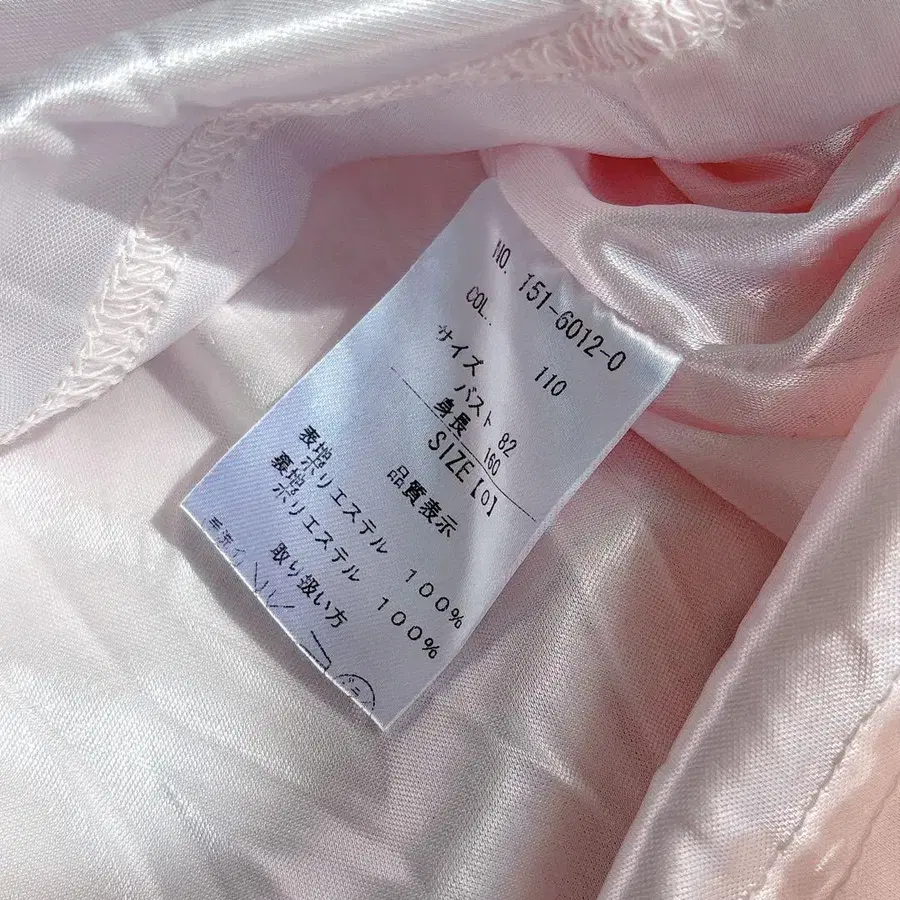 NO. 151-6012-0
COL. 110
サイズ
バスト 82
身長 160
SIZE【0】
品質表示
表地
ポリエステル 100%
裏地
ポリエステル 100%
取り扱い方